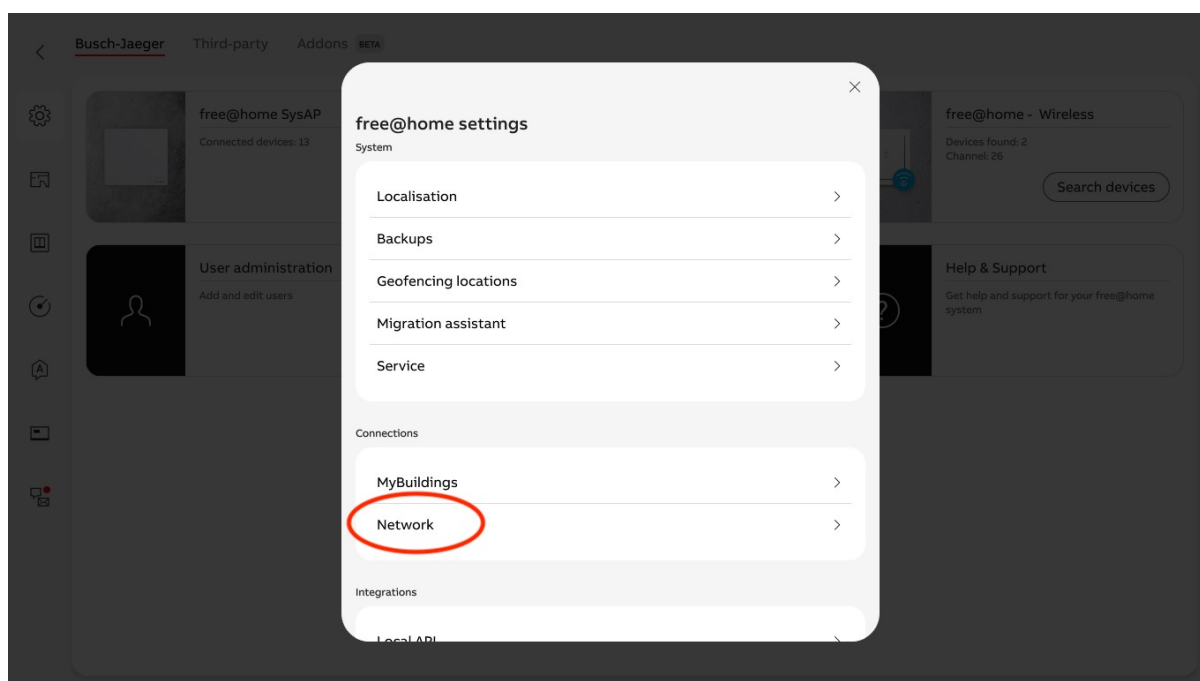 Busch-Jaeger Third-party Addons BETA
free@home SysAP
Connected devices: 13
free@home - Wireless
Devices found: 2
Channel: 26
Search devices
User administration
Add and edit users
Help & Support
Get help and support for your free@home
system
free@home settings
System
Localisation
Backups
Geofencing locations
Migration assistant
Service
Connections
MyBuildings
Network
Integrations
Local API